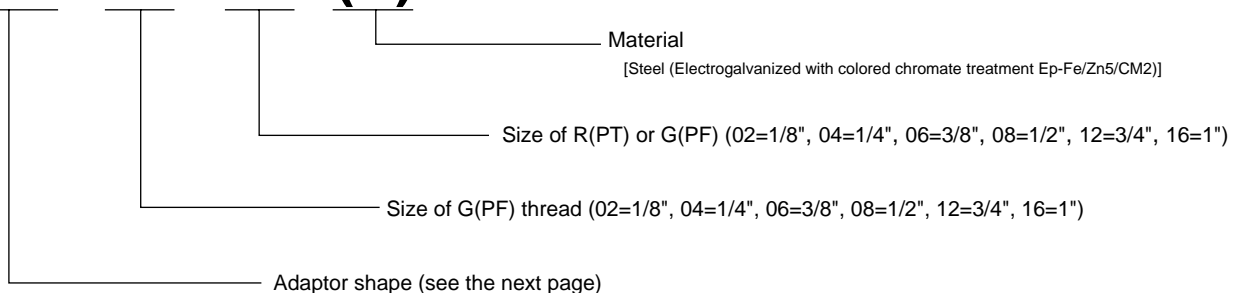 Material
[Steel (Electrogalvanized with colored chromate treatment Ep-Fe/Zn5/CM2)]
Size of R(PT) or G(PF) (02=1/8", 04=1/4", 06=3/8", 08=1/2", 12=3/4", 16=1")
Size of G(PF) thread (02=1/8", 04=1/4", 06=3/8", 08=1/2", 12=3/4", 16=1")
Adaptor shape (see the next page)